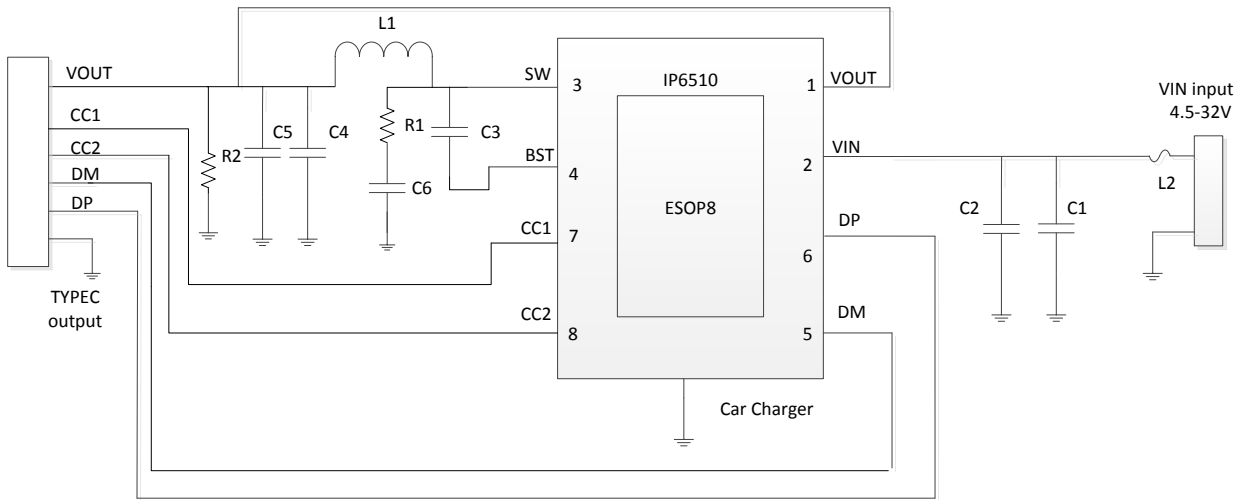 L1
VOUT
CC1
CC2
DM
DP
TYPEC
output
R2
C5
C4
R1
C3
C6
SW
BST
CC1
CC2
3
4
7
8
IP6510
ESOP8
1
2
6
5
VOUT
VIN
DP
DM
Car Charger
C2
C1
L2
VIN input
4.5-32V